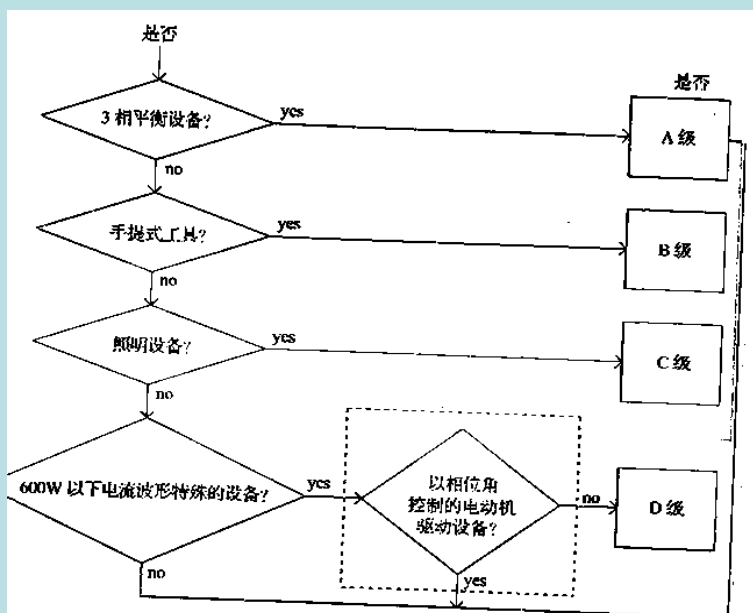 是否
是否
3 相平衡设备?
yes
A 级
no
手提式工具?
yes
B 级
no
照明设备?
yes
C 级
no
600W 以下电流波形特殊的设备?
yes
以相位角
控制的电动机
驱动设备?
no
D 级
no
yes